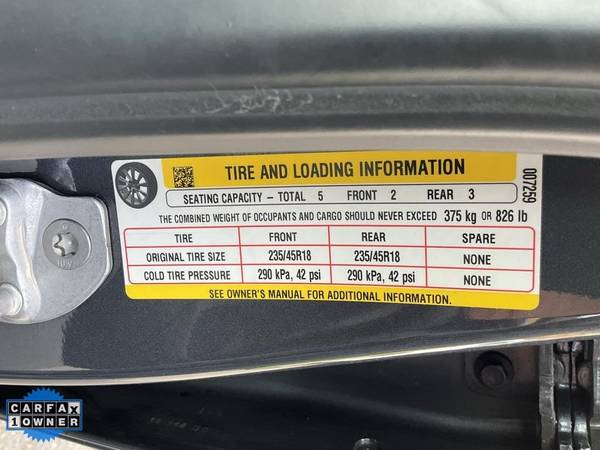 TIRE AND LOADING INFORMATION
SEATING CAPACITY – TOTAL 5 FRONT 2 REAR 3
THE COMBINED WEIGHT OF OCCUPANTS AND CARGO SHOULD NEVER EXCEED 375 kg OR 826 lb
TIRE FRONT REAR SPARE
ORIGINAL TIRE SIZE 235/45R18 235/45R18 NONE
COLD TIRE PRESSURE 290 kPa, 42 psi 290 kPa, 42 psi NONE
SEE OWNER'S MANUAL FOR ADDITIONAL INFORMATION.
007259
CARFAX
1 OWNER